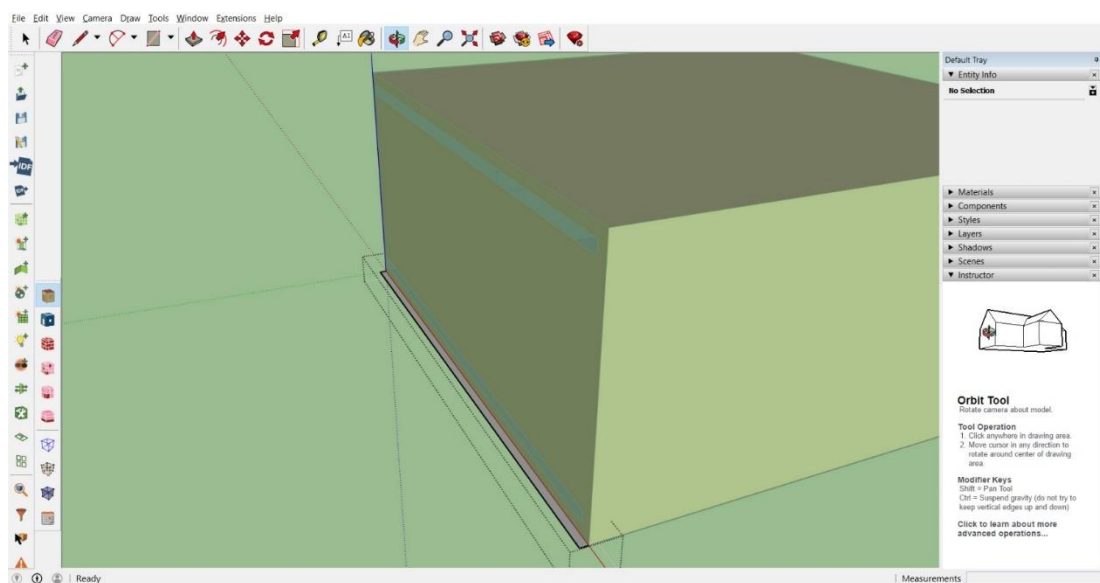 File Edit View Camera Draw Tools Window Extensions Help
A1
Default Tray
▼ Entity Info
No Selection
IDF
IDF
► Materials
► Components
► Styles
► Layers
► Shadows
► Scenes
▼ Instructor
Orbit Tool
Rotate camera about model.
Tool Operation
1. Click anywhere in drawing area.
2. Move cursor in any direction to
rotate around center of drawing
area.
Modifier Keys
Shift = Pan Tool
Ctrl = Suspend gravity (do not try to
keep vertical edges up and down)
Click to learn about more
advanced operations...
Ready
Measurements